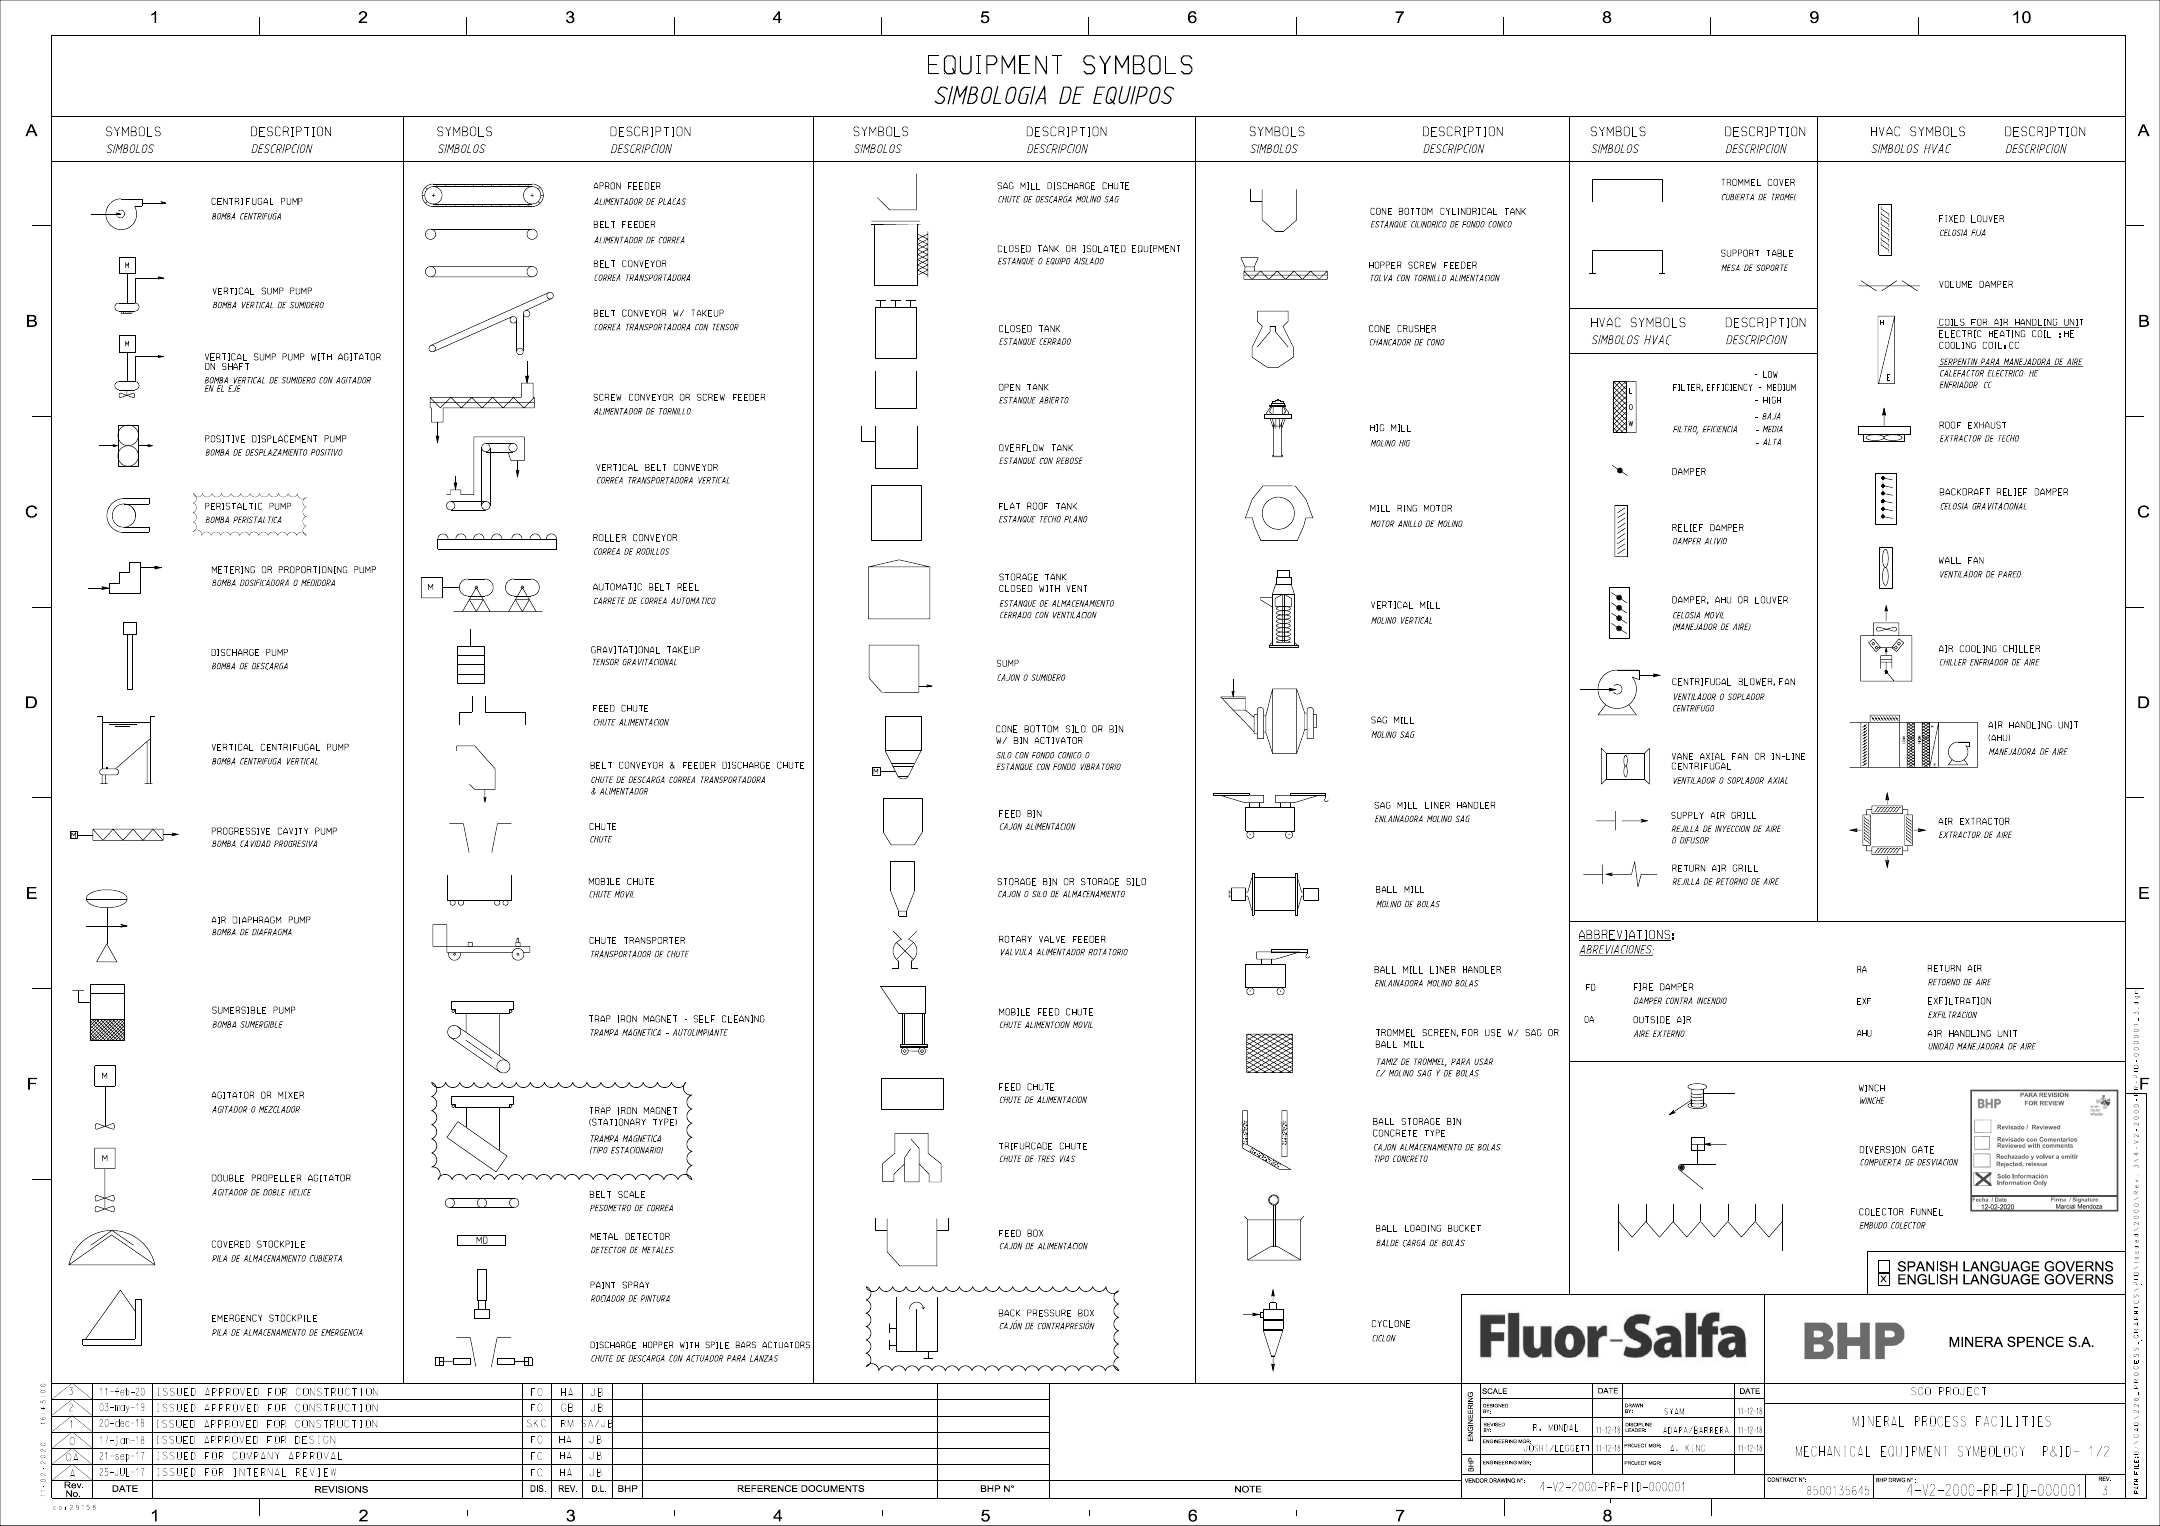 1 2 3 4 5 6 7 8 9 10
EQUIPMENT SYMBOLS
SIMBOLOGIA DE EQUIPOS
A
SYMBOLS DESCRIPTION
SIMBOLOS DESCRIPCION
CENTRIFUGAL PUMP
BOMBA CENTRIFUGA
M
VERTICAL SUMP PUMP
BOMBA VERTICAL DE SUMIDERO
B
M
VERTICAL SUMP PUMP WITH AGITATOR
ON SHAFT
BOMBA VERTICAL DE SUMIDERO CON AGITADOR
EN EL EJE
POSITIVE DISPLACEMENT PUMP
BOMBA DE DESPLAZAMIENTO POSITIVO
C
PERISTALTIC PUMP
BOMBA PERISTALTICA
METERING OR PROPORTIONING PUMP
BOMBA DOSIFICADORA O MEDIDORA
DISCHARGE PUMP
BOMBA DE DESCARGA
D
VERTICAL CENTRIFUGAL PUMP
BOMBA CENTRIFUGA VERTICAL
M
PROGRESSIVE CAVITY PUMP
BOMBA CAVIDAD PROGRESIVA
E
AIR DIAPHRAGM PUMP
BOMBA DE DIAFRAGMA
SUMERSIBLE PUMP
BOMBA SUMERGIBLE
F
M
AGITATOR OR MIXER
AGITADOR O MEZCLADOR
M
DOUBLE PROPELLER AGITATOR
AGITADOR DE DOBLE HELICE
COVERED STOCKPILE
PILA DE ALMACENAMIENTO CUBIERTA
EMERGENCY STOCKPILE
PILA DE ALMACENAMIENTO DE EMERGENCIA
SYMBOLS DESCRIPTION
SIMBOLOS DESCRIPCION
APRON FEEDER
ALIMENTADOR DE PLACAS
BELT FEEDER
ALIMENTADOR DE CORREA
BELT CONVEYOR
CORREA TRANSPORTADORA
BELT CONVEYOR W/ TAKEUP
CORREA TRANSPORTADORA CON TENSOR
SCREW CONVEYOR OR SCREW FEEDER
ALIMENTADOR DE TORNILLO
VERTICAL BELT CONVEYOR
CORREA TRANSPORTADORA VERTICAL
ROLLER CONVEYOR
CORREA DE RODILLOS
M
AUTOMATIC BELT REEL
CARRETE DE CORREA AUTOMATICO
GRAVITATIONAL TAKEUP
TENSOR GRAVITACIONAL
FEED CHUTE
CHUTE ALIMENTACION
BELT CONVEYOR & FEEDER DISCHARGE CHUTE
CHUTE DE DESCARGA CORREA TRANSPORTADORA
& ALIMENTADOR
CHUTE
CHUTE
MOBILE CHUTE
CHUTE MOVIL
CHUTE TRANSPORTER
TRANSPORTADOR DE CHUTE
TRAP IRON MAGNET - SELF CLEANING
TRAMPA MAGNETICA - AUTOLIMPIANTE
TRAP IRON MAGNET
(STATIONARY TYPE)
TRAMPA MAGNETICA
(TIPO ESTACIONARIO)
BELT SCALE
PESOMETRO DE CORREA
MD
METAL DETECTOR
DETECTOR DE METALES
PAINT SPRAY
ROCIADOR DE PINTURA
DISCHARGE HOPPER WITH SPILE BARS ACTUATORS
CHUTE DE DESCARGA CON ACTUADOR PARA LANZAS
SYMBOLS DESCRIPTION
SIMBOLOS DESCRIPCION
SAG MILL DISCHARGE CHUTE
CHUTE DE DESCARGA MOLINO SAG
CLOSED TANK OR ISOLATED EQUIPMENT
ESTANQUE O EQUIPO AISLADO
CLOSED TANK
ESTANQUE CERRADO
OPEN TANK
ESTANQUE ABIERTO
OVERFLOW TANK
ESTANQUE CON REBOSE
FLAT ROOF TANK
ESTANQUE TECHO PLANO
STORAGE TANK
CLOSED WITH VENT
ESTANQUE DE ALMACENAMIENTO
CERRADO CON VENTILACION
SUMP
CAJON O SUMIDERO
CONE BOTTOM SILO OR BIN
W/ BIN ACTIVATOR
SILO CON FONDO CONICO O
ESTANQUE CON FONDO VIBRATORIO
M
FEED BIN
CAJON ALIMENTACION
STORAGE BIN OR STORAGE SILO
CAJON O SILO DE ALMACENAMIENTO
ROTARY VALVE FEEDER
VALVULA ALIMENTADOR ROTATORIO
MOBILE FEED CHUTE
CHUTE ALIMENTCION MOVIL
FEED CHUTE
CHUTE DE ALIMENTACION
TRIFURCADE CHUTE
CHUTE DE TRES VIAS
FEED BOX
CAJON DE ALIMENTACION
BACK PRESSURE BOX
CAJÓN DE CONTRAPRESIÓN
SYMBOLS DESCRIPTION
SIMBOLOS DESCRIPCION
CONE BOTTOM CYLINDRICAL TANK
ESTANQUE CILINDRICO DE FONDO CONICO
HOPPER SCREW FEEDER
TOLVA CON TORNILLO ALIMENTACION
CONE CRUSHER
CHANCADOR DE CONO
HIG MILL
MOLINO HIG
MILL RING MOTOR
MOTOR ANILLO DE MOLINO
VERTICAL MILL
MOLINO VERTICAL
SAG MILL
MOLINO SAG
SAG MILL LINER HANDLER
ENLAINADORA MOLINO SAG
BALL MILL
MOLINO DE BOLAS
BALL MILL LINER HANDLER
ENLAINADORA MOLINO BOLAS
TROMMEL SCREEN, FOR USE W/ SAG OR
BALL MILL
TAMIZ DE TROMMEL, PARA USAR
C/ MOLINO SAG Y DE BOLAS
BALL STORAGE BIN
CONCRETE TYPE
CAJON ALMACENAMIENTO DE BOLAS
TIPO CONCRETO
BALL LOADING BUCKET
BALDE CARGA DE BOLAS
CYCLONE
CICLON
SYMBOLS DESCRIPTION
SIMBOLOS DESCRIPCION
TROMMEL COVER
CUBIERTA DE TROMEL
SUPPORT TABLE
MESA DE SOPORTE
HVAC SYMBOLS DESCRIPTION
SIMBOLOS HVAC DESCRIPCION
L
O
W
- LOW
FILTER, EFFICIENCY - MEDIUM
- HIGH
- BAJA
FILTRO, EFICIENCIA - MEDIA
- ALTA
DAMPER
RELIEF DAMPER
DAMPER ALIVIO
DAMPER, AHU OR LOUVER
CELOSIA MOVIL
(MANEJADOR DE AIRE)
CENTRIFUGAL BLOWER, FAN
VENTILADOR O SOPLADOR
CENTRIFUGO
VANE AXIAL FAN OR IN-LINE
CENTRIFUGAL
VENTILADOR O SOPLADOR AXIAL
SUPPLY AIR GRILL
REJILLA DE INYECCION DE AIRE
O DIFUSOR
RETURN AIR GRILL
REJILLA DE RETORNO DE AIRE
HVAC SYMBOLS DESCRIPTION
SIMBOLOS HVAC DESCRIPCION
FIXED LOUVER
CELOSIA FIJA
VOLUME DAMPER
H
E
COILS FOR AIR HANDLING UNIT
ELECTRIC HEATING COIL :HE
COOLING COIL:CC
SERPENTIN PARA MANEJADORA DE AIRE
CALEFACTOR ELECTRICO: HE
ENFRIADOR: CC
ROOF EXHAUST
EXTRACTOR DE TECHO
BACKDRAFT RELIEF DAMPER
CELOSIA GRAVITACIONAL
WALL FAN
VENTILADOR DE PARED
AIR COOLING CHILLER
CHILLER ENFRIADOR DE AIRE
AIR HANDLING UNIT
(AHU)
MANEJADORA DE AIRE
AIR EXTRACTOR
EXTRACTOR DE AIRE
ABBREVIATIONS:
ABREVIACIONES:
FD FIRE DAMPER
DAMPER CONTRA INCENDIO
OA OUTSIDE AIR
AIRE EXTERNO
RA RETURN AIR
RETORNO DE AIRE
EXF EXFILTRATION
EXFILTRACION
AHU AIR HANDLING UNIT
UNIDAD MANEJADORA DE AIRE
WINCH
WINCHE
DIVERSION GATE
COMPUERTA DE DESVIACION
COLECTOR FUNNEL
EMBUDO COLECTOR
BHP
PARA REVISION
FOR REVIEW
Revisado / Reviewed
Revisado con Comentarios
Reviewed with comments
Rechazado y volver a emitir
Rejected, reissue
Solo Información
Information Only
Fecha / Date Firma / Signature
12-02-2020 Marcial Mendoza
A
B
C
D
E
F
SPANISH LANGUAGE GOVERNS
X ENGLISH LANGUAGE GOVERNS
Fluor-Salfa
BHP MINERA SPENCE S.A.
3 11-feb-20 ISSUED APPROVED FOR CONSTRUCTION FC HA JB
2 03-may-19 ISSUED APPROVED FOR CONSTRUCTION FC GB JB
1 20-dec-18 ISSUED APPROVED FOR CONSTRUCTION SKC RM SA/JB
0 17-jan-18 ISSUED APPROVED FOR DESIGN FC HA JB
0A 21-sep-17 ISSUED FOR COMPANY APPROVAL FC HA JB
A 25-JUL-17 ISSUED FOR INTERNAL REVIEW FC HA JB
Rev. No. DATE REVISIONS DIS. REV. D.L. BHP REFERENCE DOCUMENTS BHP N° NOTE
ENGINEERING
SCALE DATE DATE
DESIGNED BY: DRAWN BY: SYAM 11-12-18
REVISED BY: R. MONDAL 11-12-18 DISCIPLINE LEADER: ADAPA/BARRERA 11-12-18
ENGINEERING MGR: JOSHI/LEGGETT 11-12-18 PROJECT MGR: A. KING 11-12-18
BHP ENGINEERING MGR: PROJECT MGR:
VENDOR DRAWING N°: 4-V2-2000-PR-PID-000001
SGO PROJECT
MINERAL PROCESS FACILITIES
MECHANICAL EQUIPMENT SYMBOLOGY P&ID- 1/2
CONTRACT N°: 8500135645
BHP DRWG N°: 4-V2-2000-PR-PID-000001
REV. 3
11-02-2020 16:45:00
cor29158
1 2 3 4 5 6 7 8